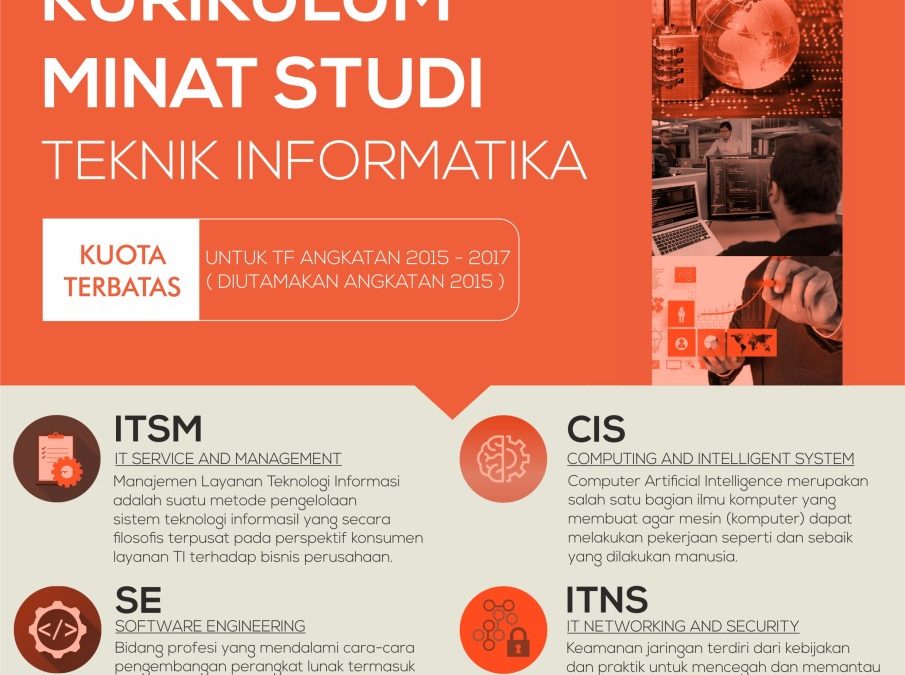 KURIKULUM
MINAT STUDI
TEKNIK INFORMATIKA
KUOTA
TERBATAS
UNTUK TF ANGKATAN 2015 - 2017
( DIUTAMAKAN ANGKATAN 2015 )
ITSM
IT SERVICE AND MANAGEMENT
Manajemen Layanan Teknologi Informasi
adalah suatu metode pengelolaan
sistem teknologi informasil yang secara
filosofis terpusat pada perspektif konsumen
layanan TI terhadap bisnis perusahaan.
CIS
COMPUTING AND INTELLIGENT SYSTEM
Computer Artificial Intelligence merupakan
salah satu bagian ilmu komputer yang
membuat agar mesin (komputer) dapat
melakukan pekerjaan seperti dan sebaik
yang dilakukan manusia.
SE
SOFTWARE ENGINEERING
Bidang profesi yang mendalami cara-cara
pengembangan perangkat lunak termasuk
ITNS
IT NETWORKING AND SECURITY
Keamanan jaringan terdiri dari kebijakan
dan praktik untuk mencegah dan memantau